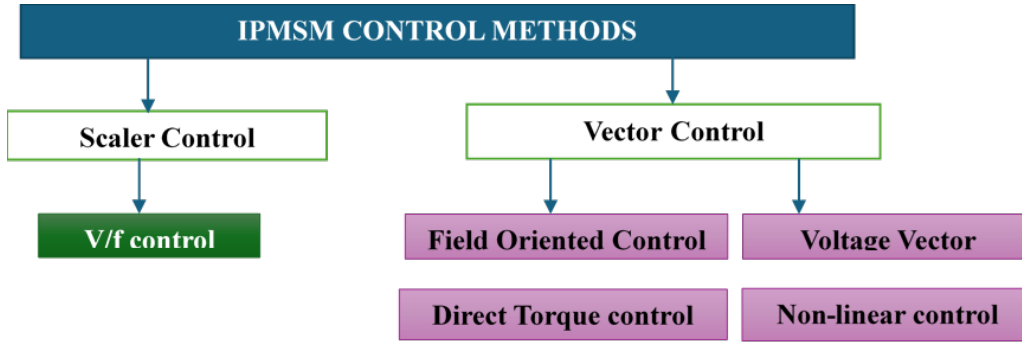 IPMSM CONTROL METHODS
Scaler Control
Vector Control
V/f control
Field Oriented Control
Voltage Vector
Direct Torque control
Non-linear control